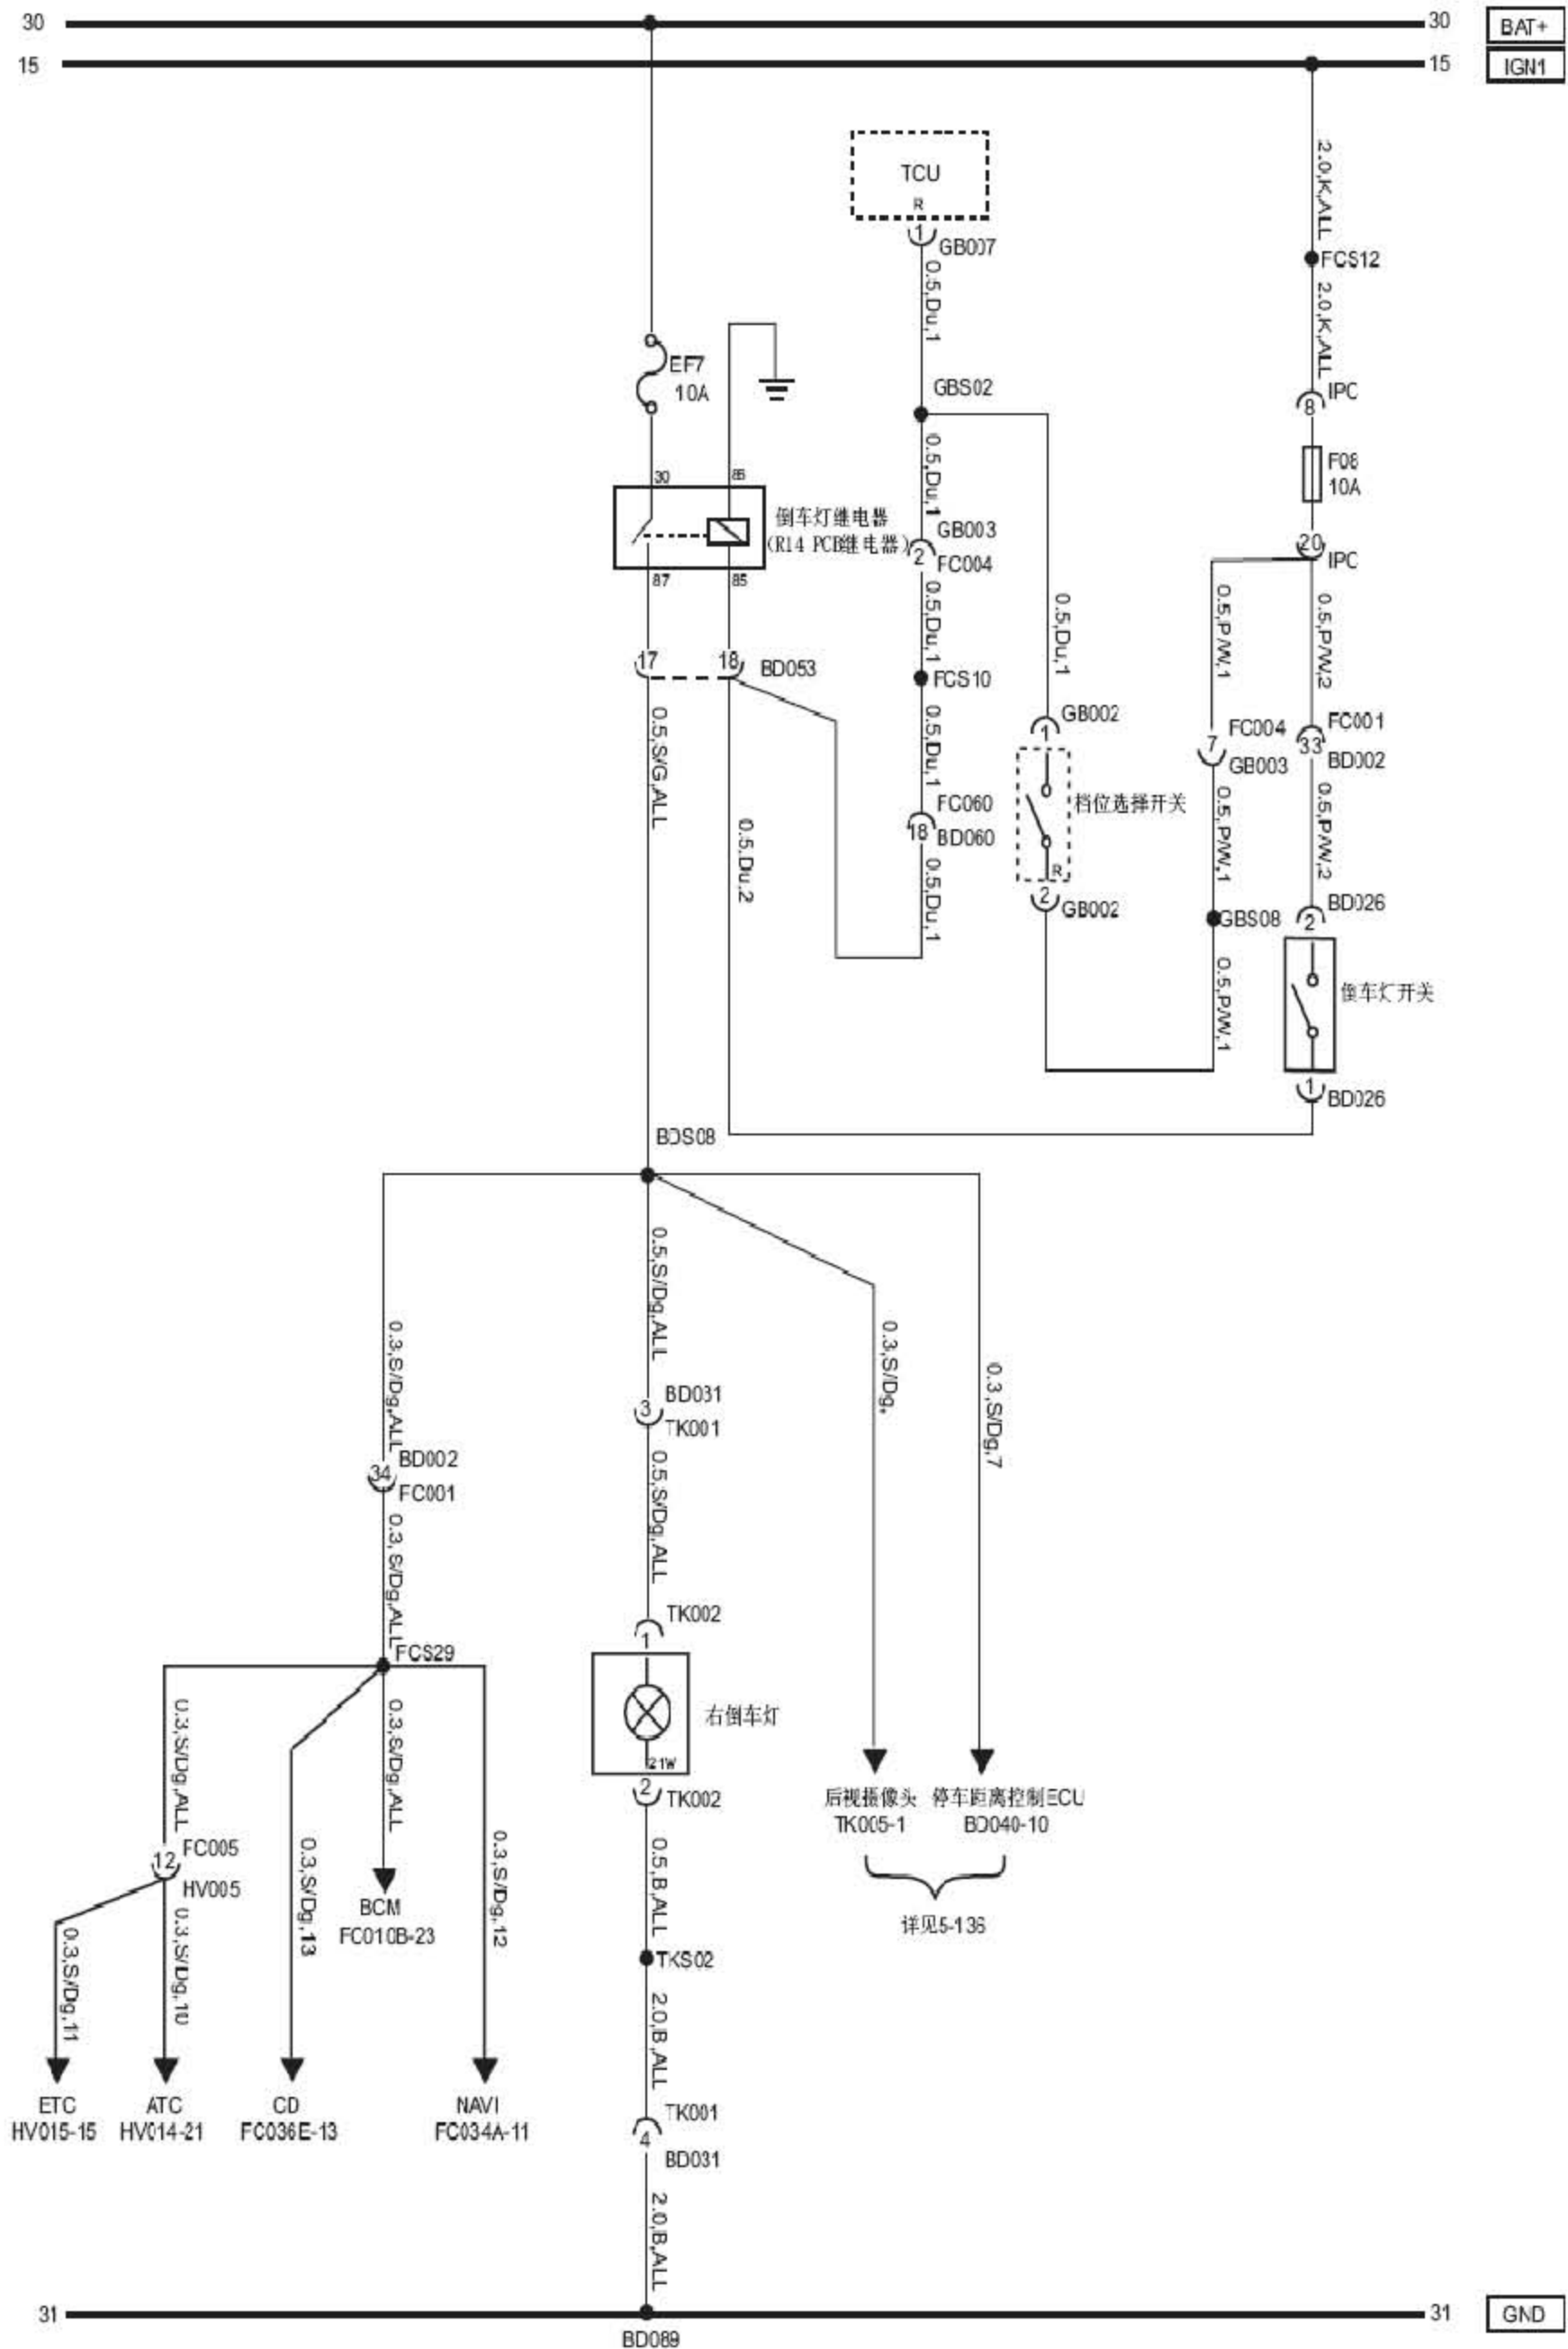 30
30
BAT+
15
15
IGN1
TCU
R
1
GB007
2.0,K,ALL
0.5,Du,1
FCS12
2.0,K,ALL
EF7
10A
GBS02
8
IPC
0.5,Du,1
F08
10A
30
86
倒车灯继电器
(R14 PCB继电器)
GB003
2
FC004
20
IPC
87
85
0.5,Du,1
0.5,Du,1
0.5,P/W,1
0.5,P/W,2
17
18
BD053
FCS10
0.5,S/G,ALL
0.5,Du,1
GB002
1
FC004
7
GB003
FC001
33
BD002
0.5,Du,2
FC060
18
BD060
档位选择开关
0.5,P/W,1
0.5,P/W,2
R
0.5,Du,1
2
GB002
GBS08
BD026
2
0.5,P/W,1
倒车灯开关
1
BD026
BDS08
0.5,S/Dg,ALL
0.3,S/Dg,ALL
0.3,S/Dg,
0.3,S/Dg,7
BD031
3
TK001
BD002
34
FC001
0.5,S/Dg,ALL
0.3,S/Dg,ALL
TK002
1
FCS29
右倒车灯
21W
0.3,S/Dg,ALL
0.3,S/Dg,ALL
2
TK002
后视摄像头
TK005-1
停车距离控制ECU
BD040-10
FC005
12
HV005
0.3,S/Dg,13
BCM
FC010B-23
0.3,S/Dg,12
0.5,B,ALL
详见5-136
0.3,S/Dg,11
0.3,S/Dg,10
TKS02
2.0,B,ALL
ETC
HV015-15
ATC
HV014-21
CD
FC036E-13
NAVI
FC034A-11
TK001
4
BD031
2.0,B,ALL
31
31
GND
BD089